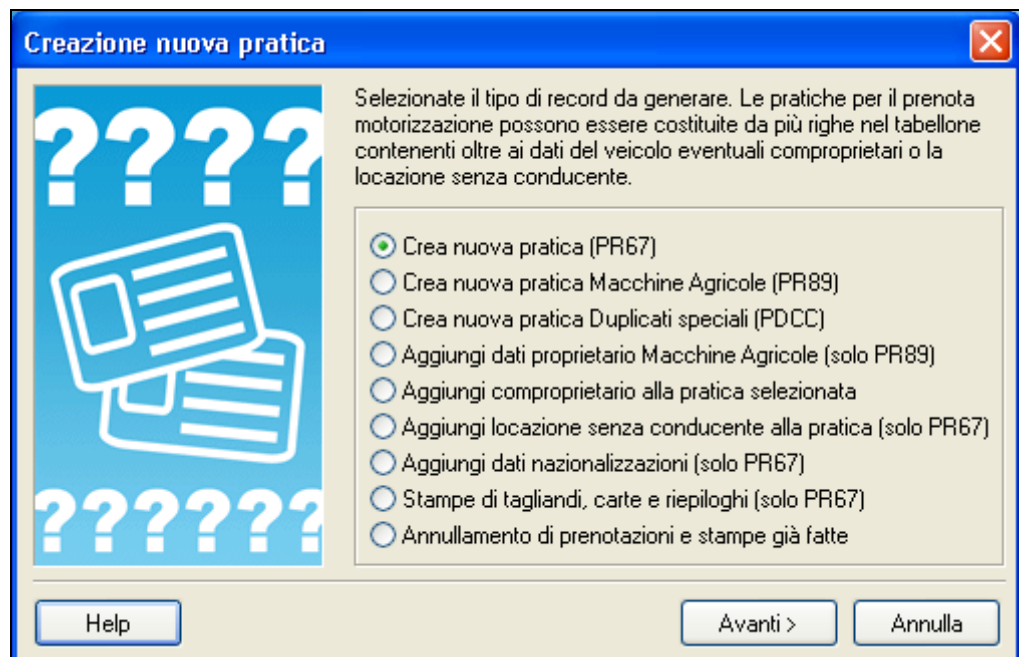 Creazione nuova pratica
????
Selezionate il tipo di record da generare. Le pratiche per il prenota
motorizzazione possono essere costituite da più righe nel tabellone
contenenti oltre ai dati del veicolo eventuali comproprietari o la
locazione senza conducente.
Crea nuova pratica (PR67)
Crea nuova pratica Macchine Agricole (PR89)
Crea nuova pratica Duplicati speciali (PDCC)
Aggiungi dati proprietario Macchine Agricole (solo PR89)
Aggiungi comproprietario alla pratica selezionata
Aggiungi locazione senza conducente alla pratica (solo PR67)
Aggiungi dati nazionalizzazioni (solo PR67)
Stampe di tagliandi, carte e riepiloghi (solo PR67)
Annullamento di prenotazioni e stampe già fatte
??????
Help
Avanti >
Annulla